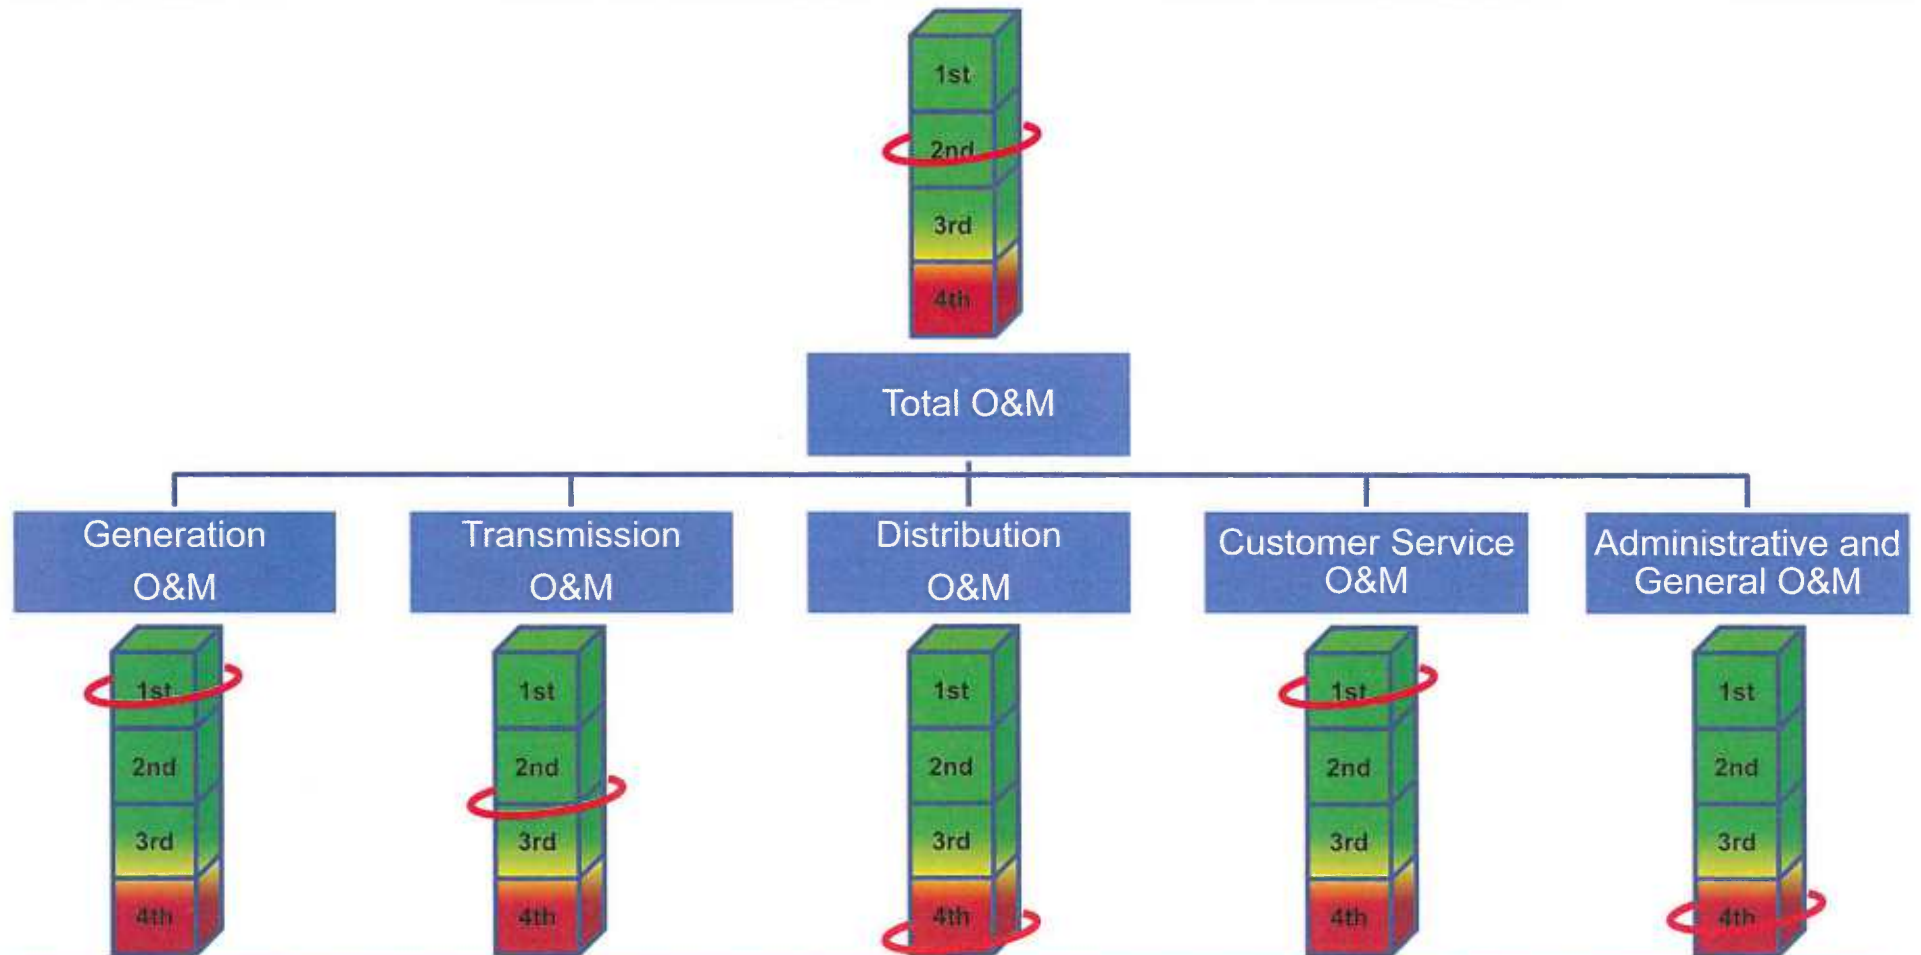 1st
2nd
3rd
4th
Total O&M
Generation
O&M
Transmission
O&M
Distribution
O&M
Customer Service
O&M
Administrative and
General O&M
1st
2nd
3rd
4th
1st
2nd
3rd
4th
1st
2nd
3rd
4th
1st
2nd
3rd
4th
1st
2nd
3rd
4th